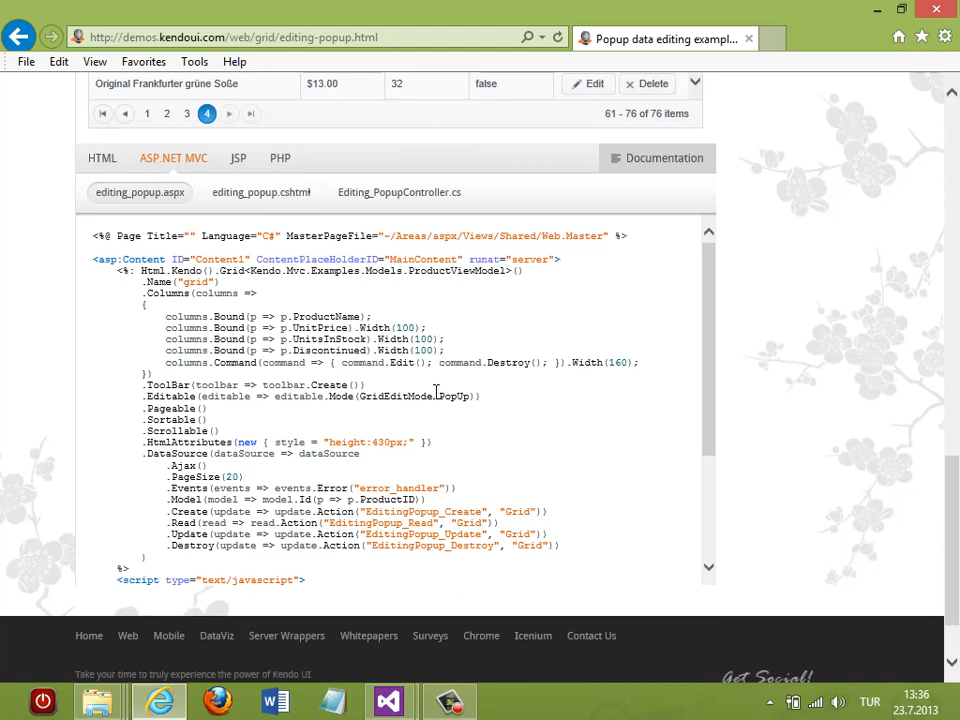 http://demos.kendoui.com/web/grid/editing-popup.html
Popup data editing exampl...
File Edit View Favorites Tools Help
Original Frankfurter grüne Soße $13.00 32 false Edit Delete
1 2 3 4 61 - 76 of 76 items
HTML ASP.NET MVC JSP PHP Documentation
editing_popup.aspx editing_popup.cshtml Editing_PopupController.cs
<%@ Page Title="" Language="C#" MasterPageFile="~/Areas/aspx/Views/Shared/Web.Master" %>
<asp:Content ID="Content1" ContentPlaceHolderID="MainContent" runat="server">
<%: Html.Kendo().Grid<Kendo.Mvc.Examples.Models.ProductViewModel>()
.Name("grid")
.Columns(columns =>
{
columns.Bound(p => p.ProductName);
columns.Bound(p => p.UnitPrice).Width(100);
columns.Bound(p => p.UnitsInStock).Width(100);
columns.Bound(p => p.Discontinued).Width(100);
columns.Command(command => { command.Edit(); command.Destroy(); }).Width(160);
})
.ToolBar(toolbar => toolbar.Create())
.Editable(editable => editable.Mode(GridEditMode.PopUp))
.Pageable()
.Sortable()
.Scrollable()
.HtmlAttributes(new { style = "height:430px;" })
.DataSource(dataSource => dataSource
.Ajax()
.PageSize(20)
.Events(events => events.Error("error_handler"))
.Model(model => model.Id(p => p.ProductID))
.Create(update => update.Action("EditingPopup_Create", "Grid"))
.Read(read => read.Action("EditingPopup_Read", "Grid"))
.Update(update => update.Action("EditingPopup_Update", "Grid"))
.Destroy(update => update.Action("EditingPopup_Destroy", "Grid"))
)
%>
<script type="text/javascript">
Home Web Mobile DataViz Server Wrappers Whitepapers Surveys Chrome Icenium Contact Us
Take your time to truly experience the power of Kendo UI.
Get Social!
TUR 13:36
23.7.2013